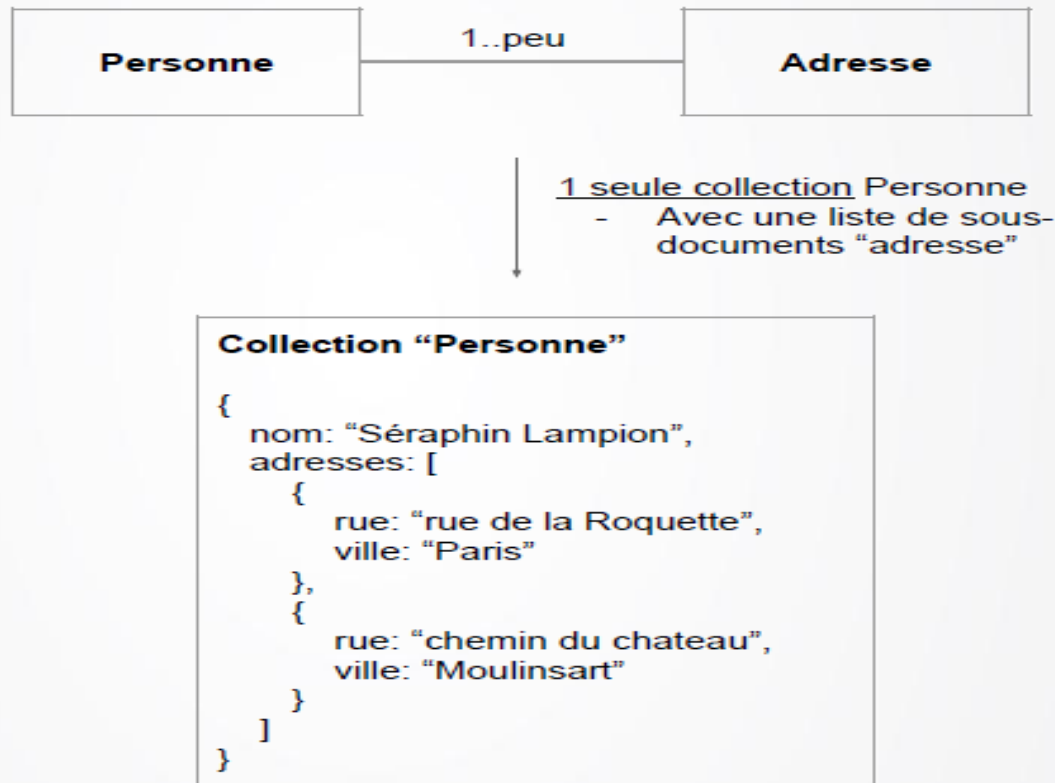 Personne
1..peu
Adresse
1 seule collection Personne
- Avec une liste de sous-
documents “adresse”
Collection “Personne”
{
nom: “Séraphin Lampion”,
adresses: [
{
rue: “rue de la Roquette”,
ville: “Paris”
},
{
rue: “chemin du chateau”,
ville: “Moulinsart”
}
]
}